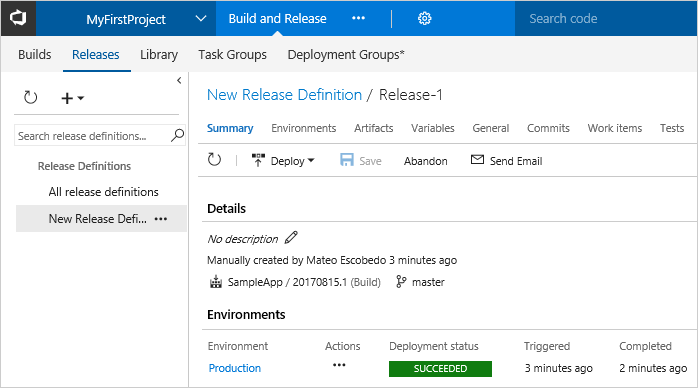 MyFirstProject Build and Release ••• Search code
Builds Releases Library Task Groups Deployment Groups*
New Release Definition / Release-1
Search release definitions...
Summary Environments Artifacts Variables General Commits Work items Tests
Deploy Save Abandon Send Email
Release Definitions
All release definitions
New Release Defi... •••
Details
No description
Manually created by Mateo Escobedo 3 minutes ago
SampleApp / 20170815.1 (Build) master
Environments
Environment Actions Deployment status Triggered Completed
Production ••• SUCCEEDED 3 minutes ago 2 minutes ago